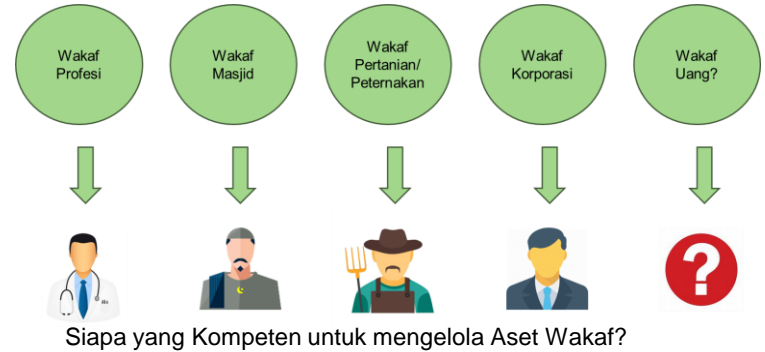 Wakaf
Profesi
Wakaf
Masjid
Wakaf
Pertanian/
Peternakan
Wakaf
Korporasi
Wakaf
Uang?
?
Siapa yang Kompeten untuk mengelola Aset Wakaf?